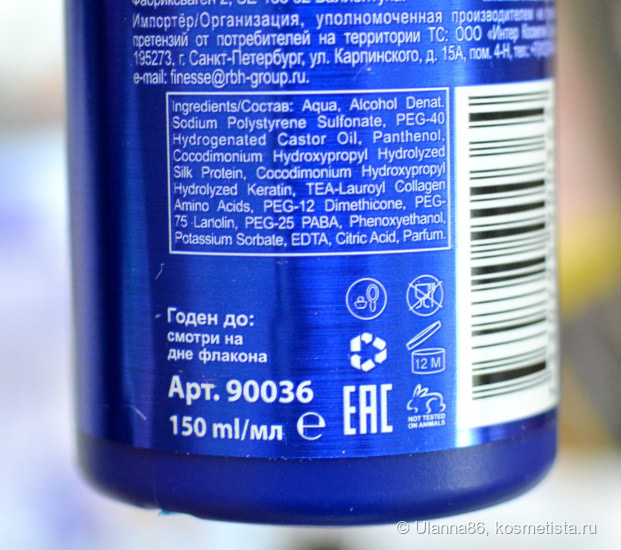 Импортёр/Организация, уполномоченная производителем на
претензий от потребителей на территории ТС: ООО «Интер
195273, г. Санкт-Петербург, ул. Карпинского, д. 15А, пом. 4-Н, тел.:
e-mail: finesse@rbh-group.ru.
Ingredients/Состав: Aqua, Alcohol Denat.
Sodium Polystyrene Sulfonate, PEG-40
Hydrogenated Castor Oil, Panthenol,
Cocodimonium Hydroxypropyl Hydrolyzed
Silk Protein, Cocodimonium Hydroxypropyl
Hydrolyzed Keratin, TEA-Lauroyl Collagen
Amino Acids, PEG-12 Dimethicone, PEG-
75 Lanolin, PEG-25 PABA, Phenoxyethanol,
Potassium Sorbate, EDTA, Citric Acid, Parfum.
Годен до:
смотри на
дне флакона
12 M
Арт. 90036
150 ml/мл e
EAC
NOT TESTED
ON ANIMALS
© Ulanna86, kosmetista.ru